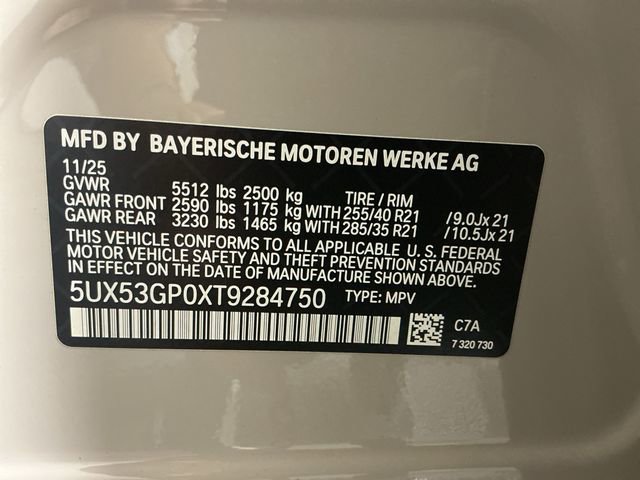 MFD BY BAYERISCHE MOTOREN WERKE AG
11/25
GVWR 5512 lbs 2500 kg TIRE / RIM
GAWR FRONT 2590 lbs 1175 kg WITH 255/40 R21 /9.0Jx 21
GAWR REAR 3230 lbs 1465 kg WITH 285/35 R21 /10.5Jx 21
THIS VEHICLE CONFORMS TO ALL APPLICABLE U. S. FEDERAL
MOTOR VEHICLE SAFETY AND THEFT PREVENTION STANDARDS
IN EFFECT ON THE DATE OF MANUFACTURE SHOWN ABOVE.
5UX53GP0XT9284750 TYPE: MPV
C7A
7 320 730